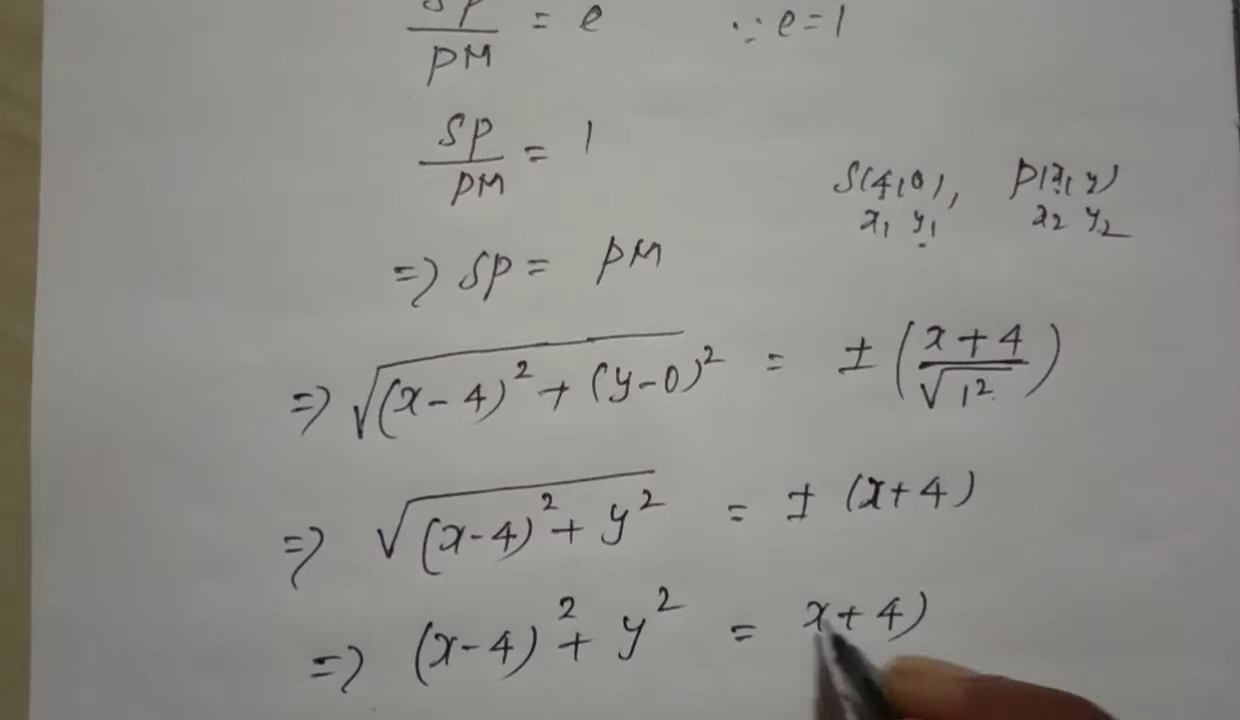 SP/PM = e ∵ e=1
SP/PM = 1
S(4,0), P(x, y)
x₁ y₁ x₂ y₂
=> SP = PM
=> √((x-4)² + (y-0)²) = ± ((x+4)/√1²)
=> √((x-4)² + y²) = ± (x+4)
=> (x-4)² + y² = x+4)